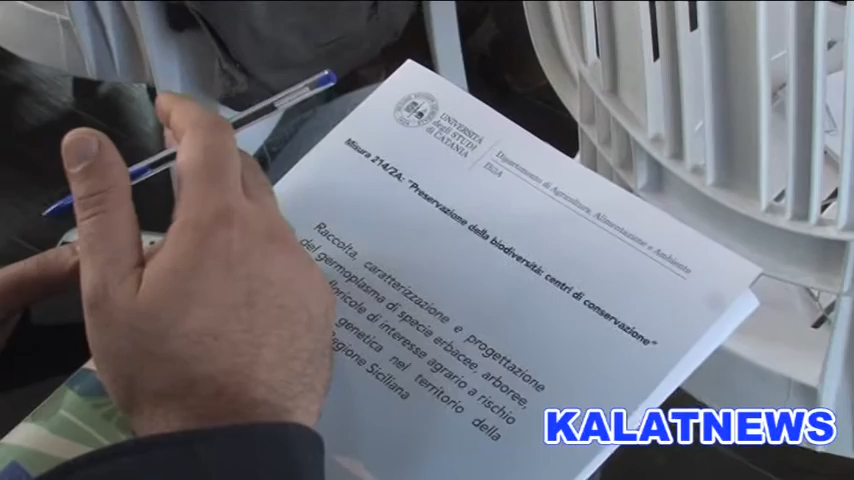 UNIVERSITÀ
degli STUDI
di CATANIA
Dipartimento di Agricoltura, Alimentazione e Ambiente
Di3A
Misura 214/2A: "Preservazione della biodiversità: centri di conservazione"
Raccolta, caratterizzazione e progettazione
del germoplasma di specie erbacee, arboree,
floricole di interesse agrario a rischio
genetica nel territorio della
Regione Siciliana
KALATNEWS